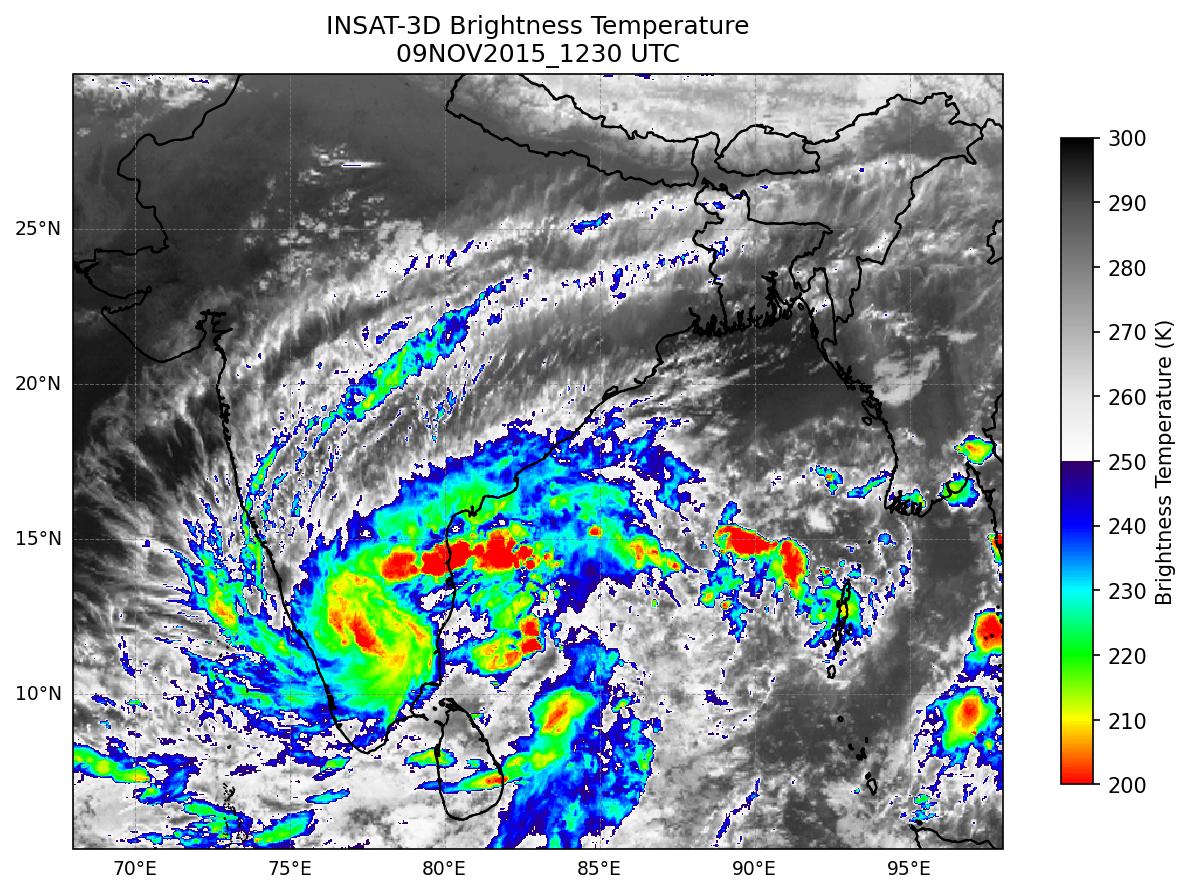 INSAT-3D Brightness Temperature
09NOV2015_1230 UTC
25°N
20°N
15°N
10°N
70°E
75°E
80°E
85°E
90°E
95°E
300
290
280
270
260
250
240
230
220
210
200
Brightness Temperature (K)